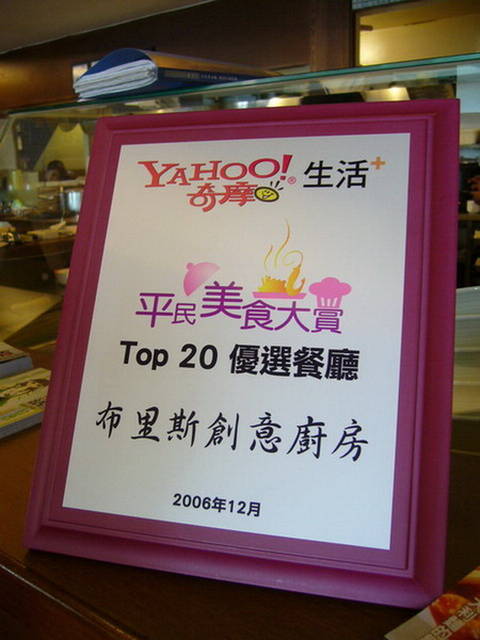 YAHOO!® 生活+
奇摩
平民美食大賞
Top 20 優選餐廳
布里斯創意廚房
2006年12月